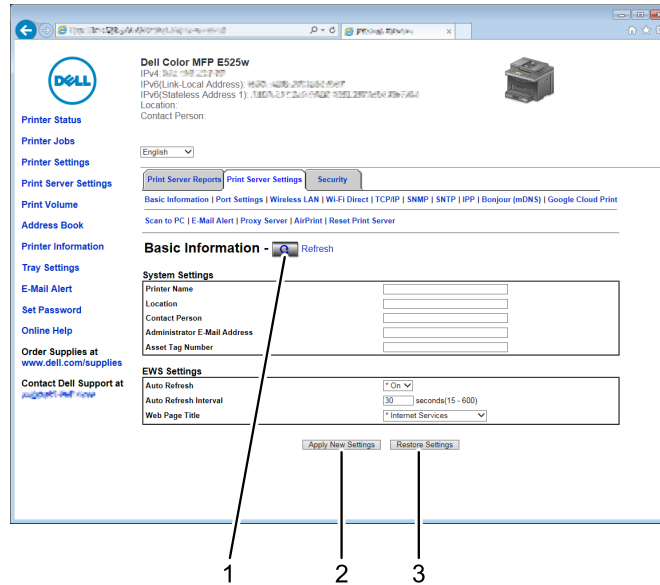 DELL
Dell Color MFP E525w
IPv4:
IPv6(Link-Local Address):
IPv6(Stateless Address 1):
Location:
Contact Person:
English
Printer Status
Printer Jobs
Printer Settings
Print Server Settings
Print Volume
Address Book
Printer Information
Tray Settings
E-Mail Alert
Set Password
Online Help
Order Supplies at
www.dell.com/supplies
Contact Dell Support at
Print Server Reports Print Server Settings Security
Basic Information | Port Settings | Wireless LAN | Wi-Fi Direct | TCP/IP | SNMP | SNTP | IPP | Bonjour (mDNS) | Google Cloud Print
Scan to PC | E-Mail Alert | Proxy Server | AirPrint | Reset Print Server
Basic Information - Refresh
System Settings
Printer Name
Location
Contact Person
Administrator E-Mail Address
Asset Tag Number
EWS Settings
Auto Refresh * On
Auto Refresh Interval 30 seconds(15 - 600)
Web Page Title * Internet Services
Apply New Settings Restore Settings
1 2 3